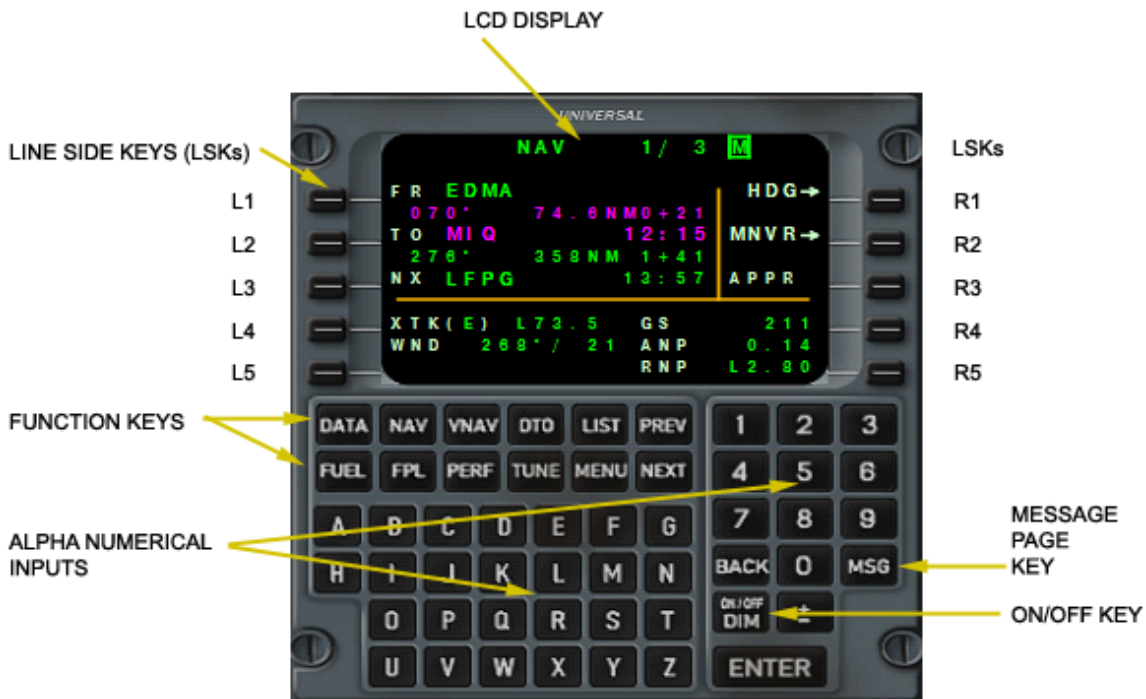 LCD DISPLAY
UNIVERSAL
LINE SIDE KEYS (LSKs)
LSKs
NAV 1/ 3 M
L1 FR EDMA HDG→ R1
070° 74.6NM0+21
L2 TO MIQ 12:15 MNVR→ R2
276° 358NM 1+41
L3 NX LFPG 13:57 APPR R3
L4 XTK(E) L73.5 GS 211 R4
WND 268°/ 21 ANP 0.14
L5 RNP L2.80 R5
FUNCTION KEYS
DATA NAV VNAV DTO LIST PREV 1 2 3
FUEL FPL PERF TUNE MENU NEXT 4 5 6
ALPHA NUMERICAL
INPUTS
A B C D E F G 7 8 9
MESSAGE
PAGE
KEY
H I J K L M N BACK 0 MSG
O P Q R S T ON/OFF DIM ±
ON/OFF KEY
U V W X Y Z ENTER